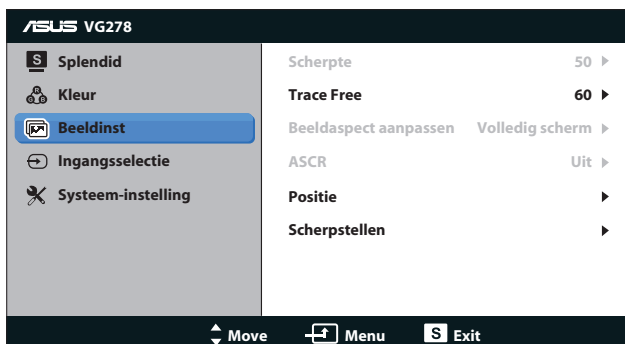 ASUS VG278
S Splendid
Kleur
Beeldinst
Ingangsselectie
Systeem-instelling
Scherpte 50
Trace Free 60
Beeldaspect aanpassen Volledig scherm
ASCR Uit
Positie
Scherpstellen
Move Menu S Exit